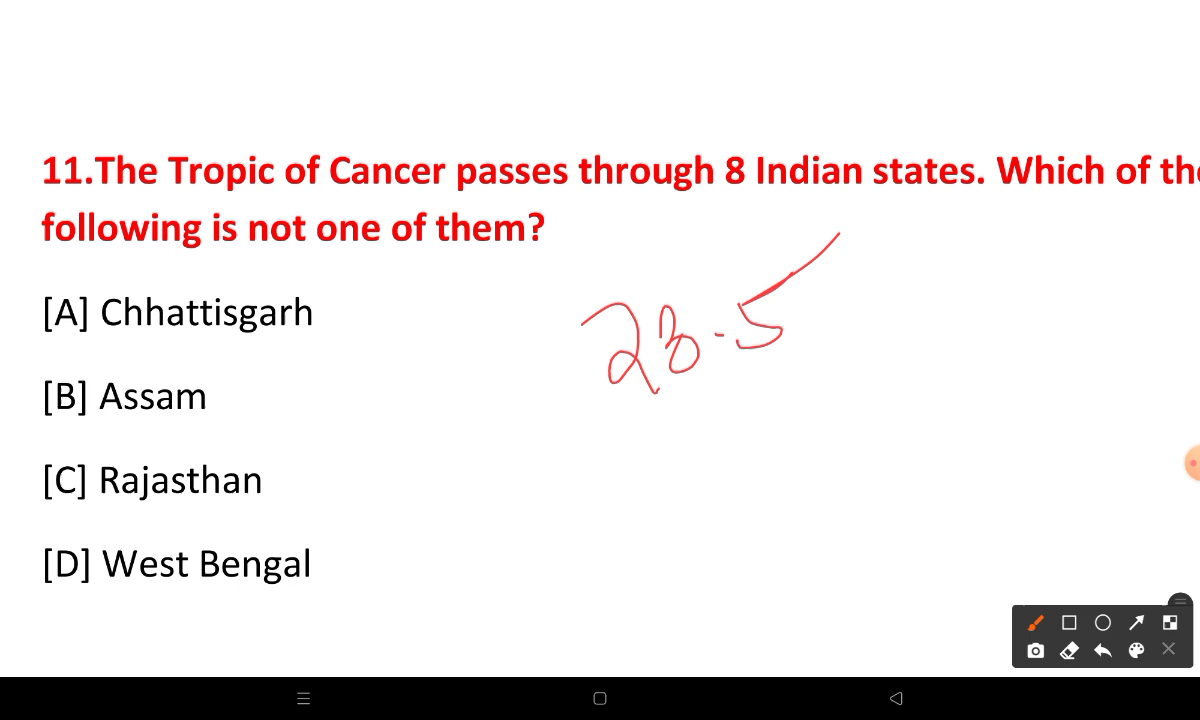 11.The Tropic of Cancer passes through 8 Indian states. Which of the
following is not one of them?
[A] Chhattisgarh
23.5
[B] Assam
[C] Rajasthan
[D] West Bengal